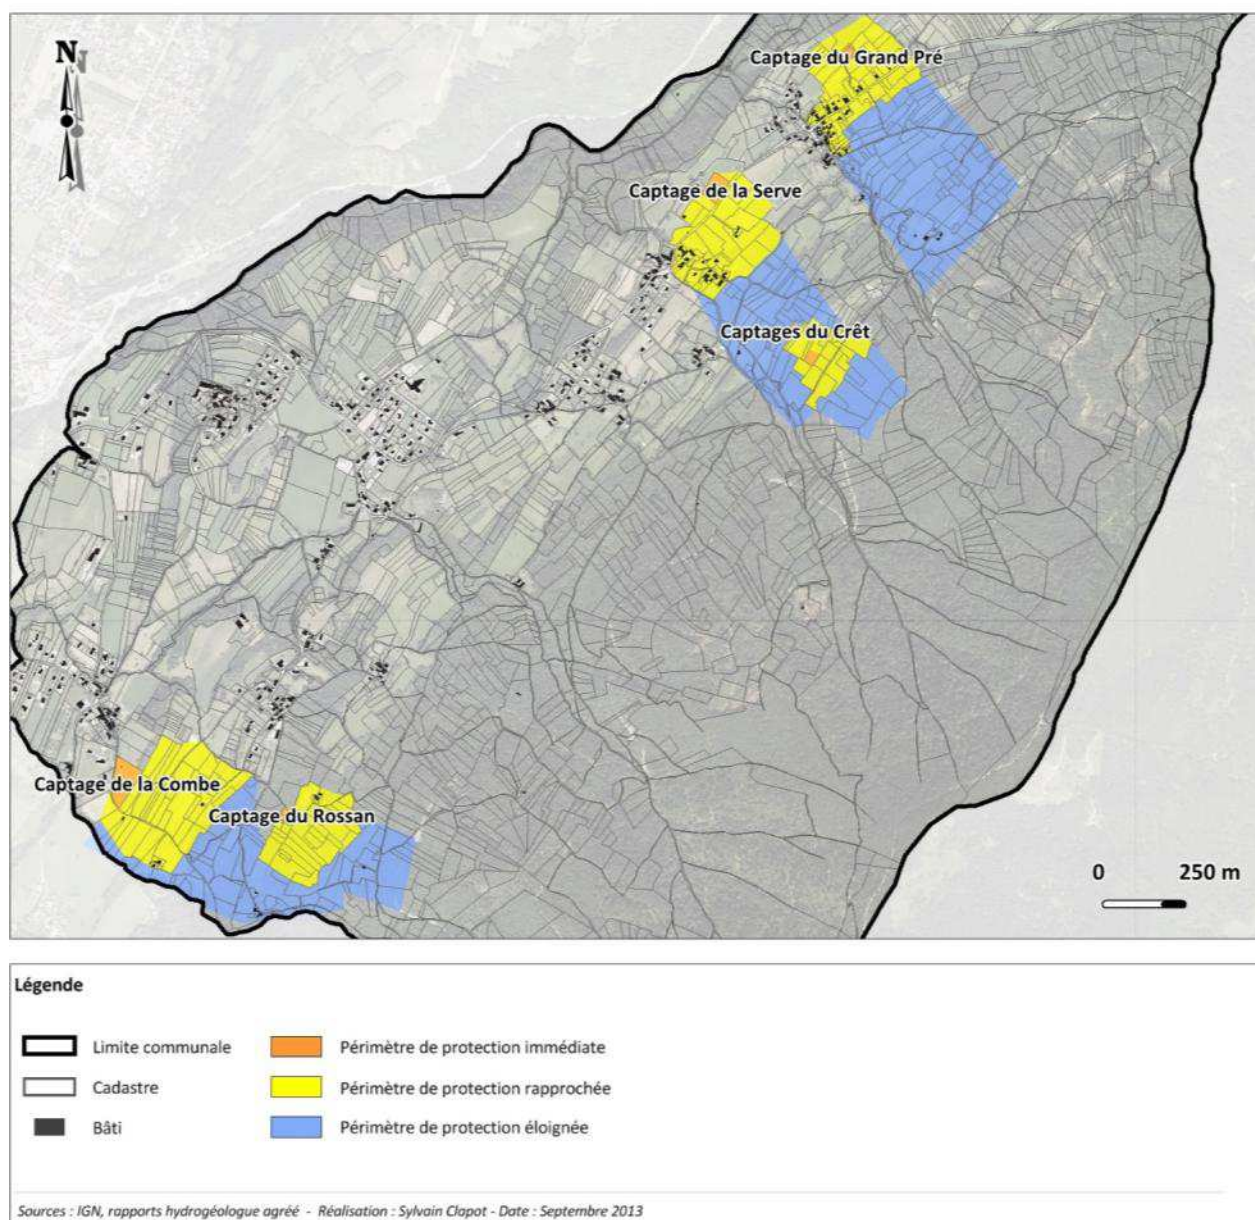 N
Captage du Grand Pré
Captage de la Serve
Captages du Crêt
Captage de la Combe
Captage du Rossan
0 250 m
Légende
Limite communale
Cadastre
Bâti
Périmètre de protection immédiate
Périmètre de protection rapprochée
Périmètre de protection éloignée
Sources : IGN, rapports hydrogéologue agréé - Réalisation : Sylvain Clapot - Date : Septembre 2013